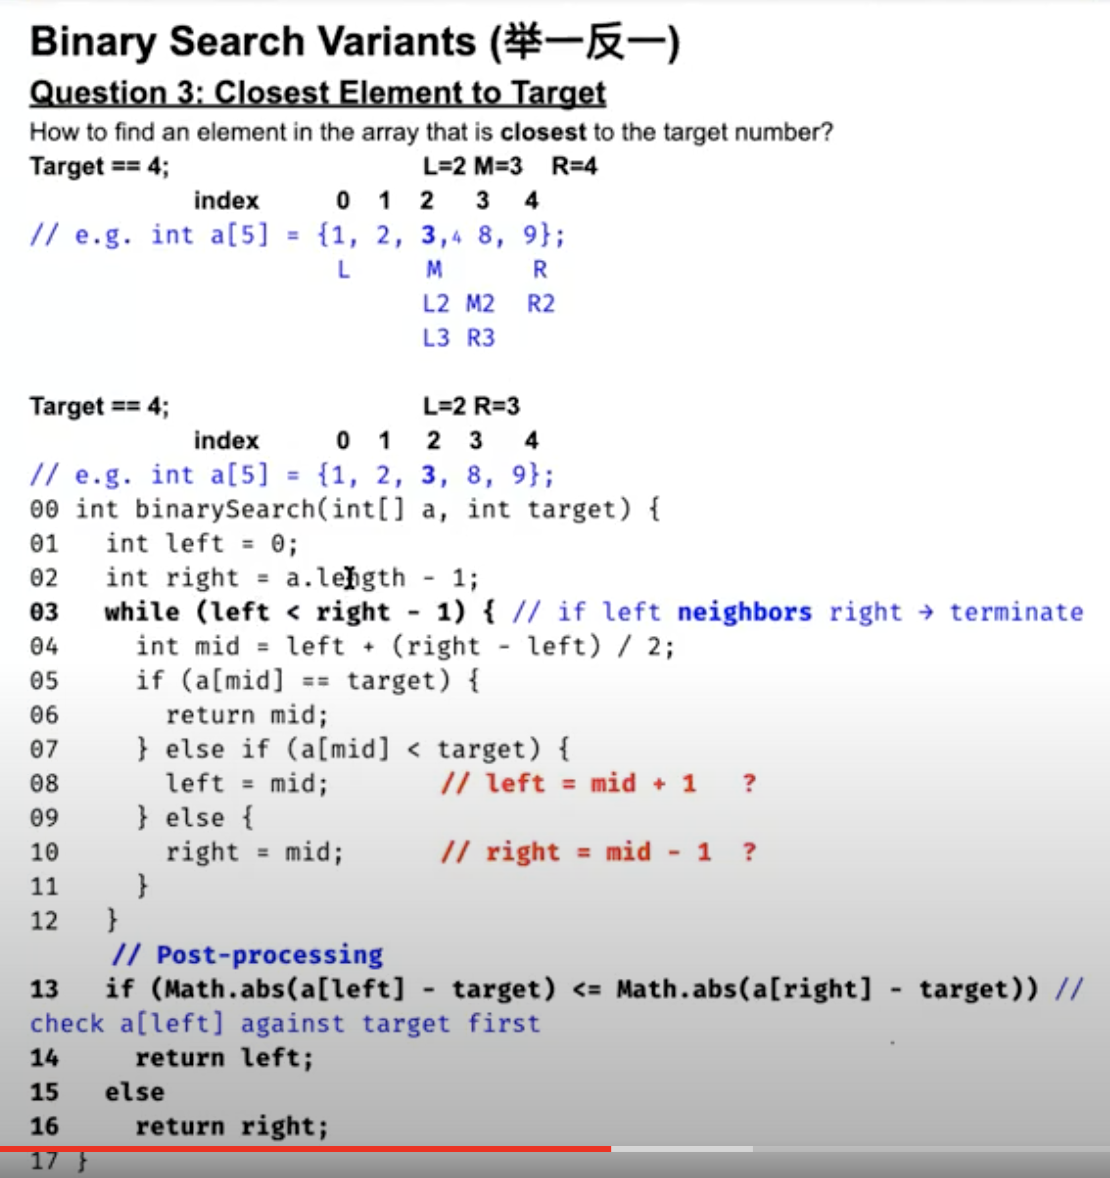 Binary Search Variants (举一反一)
Question 3: Closest Element to Target
How to find an element in the array that is closest to the target number?
Target == 4; L=2 M=3 R=4
index 0 1 2 3 4
// e.g. int a[5] = {1, 2, 3,4 8, 9};
L M R
L2 M2 R2
L3 R3
Target == 4; L=2 R=3
index 0 1 2 3 4
// e.g. int a[5] = {1, 2, 3, 8, 9};
00 int binarySearch(int[] a, int target) {
01 int left = 0;
02 int right = a.length - 1;
03 while (left < right - 1) { // if left neighbors right → terminate
04 int mid = left + (right - left) / 2;
05 if (a[mid] == target) {
06 return mid;
07 } else if (a[mid] < target) {
08 left = mid; // left = mid + 1 ?
09 } else {
10 right = mid; // right = mid - 1 ?
11 }
12 }
// Post-processing
13 if (Math.abs(a[left] - target) <= Math.abs(a[right] - target)) //
check a[left] against target first
14 return left;
15 else
16 return right;
17 }